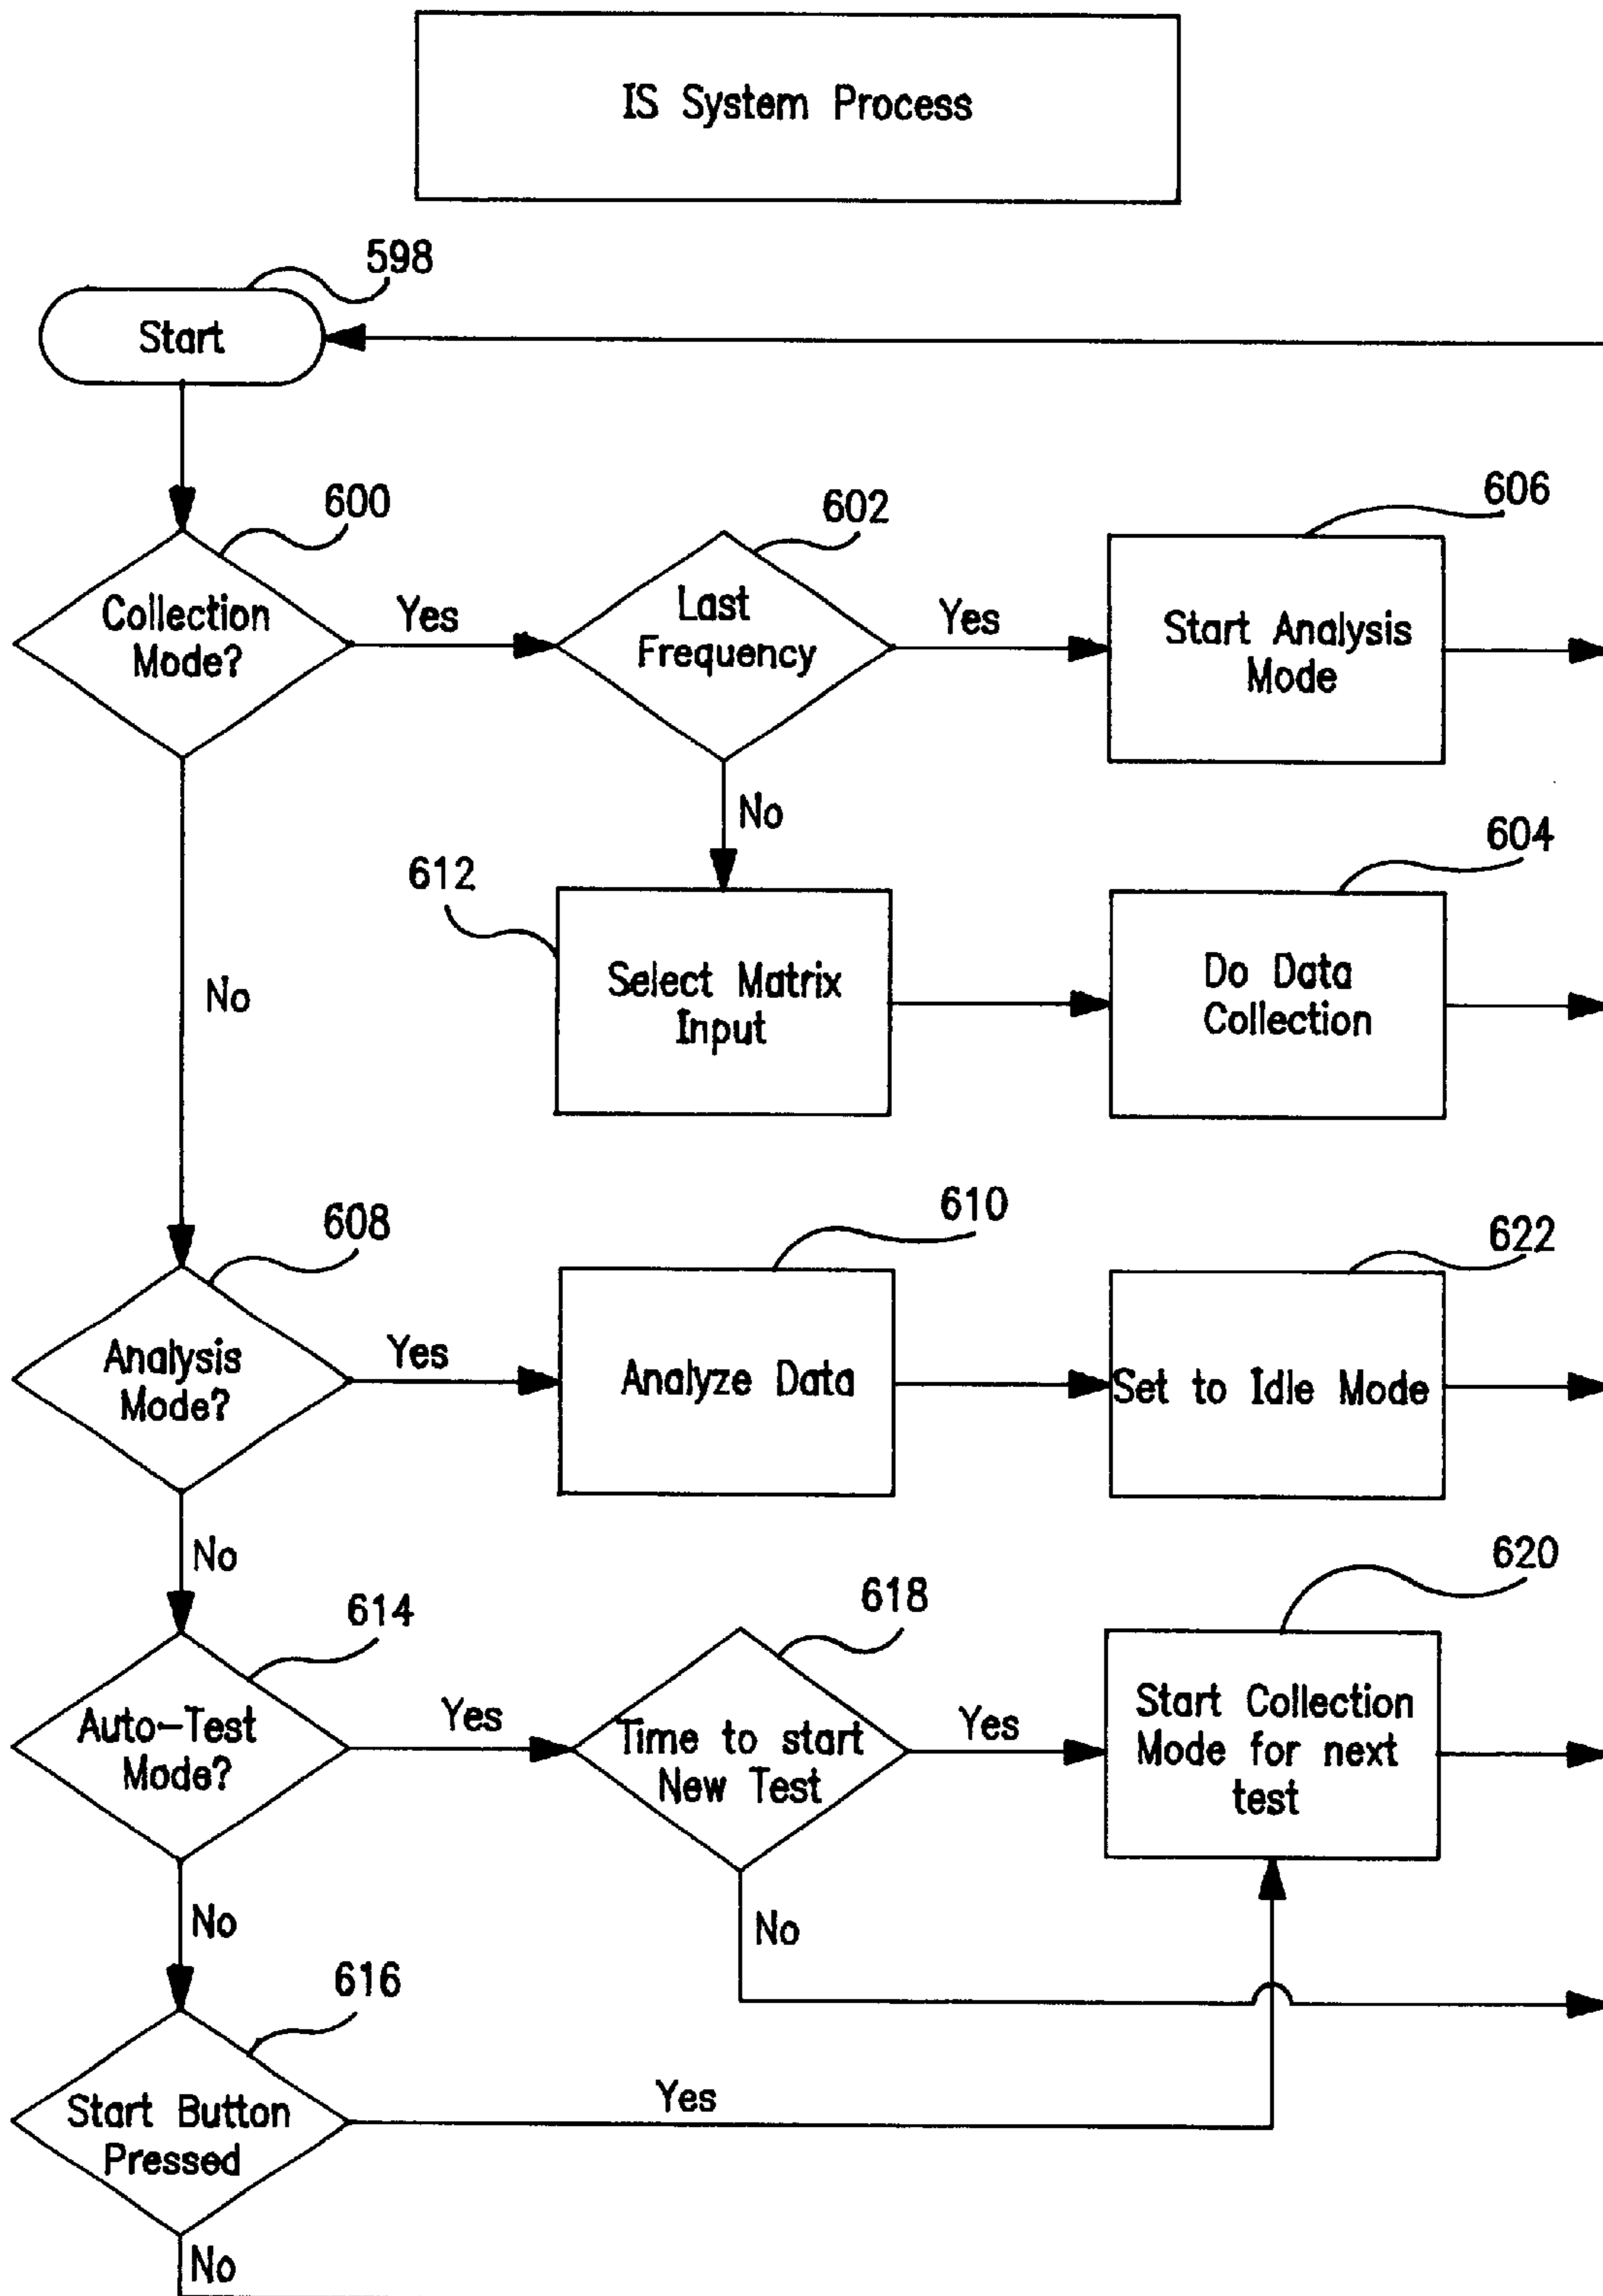 IS System Process
598
Start
600
602
606
Collection
Mode?
Yes
Last
Frequency
Yes
Start Analysis
Mode
No
612
604
No
Select Matrix
Input
Do Data
Collection
608
610
622
Analysis
Mode?
Yes
Analyze Data
Set to Idle Mode
No
614
618
620
Auto-Test
Mode?
Yes
Time to start
New Test
Yes
Start Collection
Mode for next
test
No
No
616
Start Button
Pressed
Yes
No